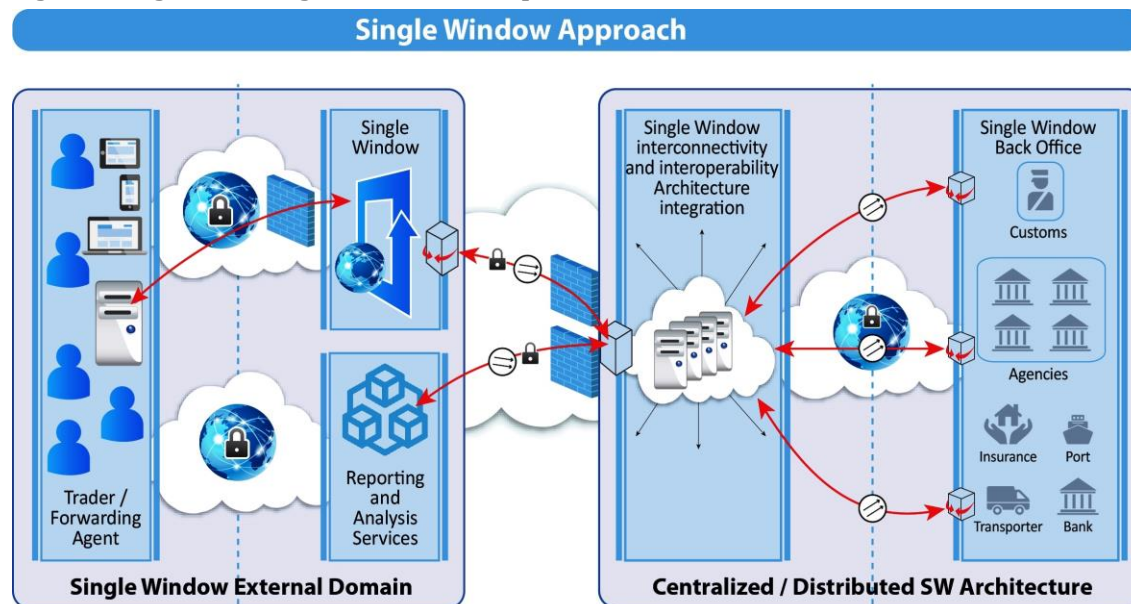 Single Window Approach
Trader /
Forwarding
Agent
Single
Window
Reporting
and
Analysis
Services
Single Window External Domain
Single Window
interconnectivity
and interoperability
Architecture
integration
Single Window
Back Office
Customs
Agencies
Insurance
Port
Transporter
Bank
Centralized / Distributed SW Architecture